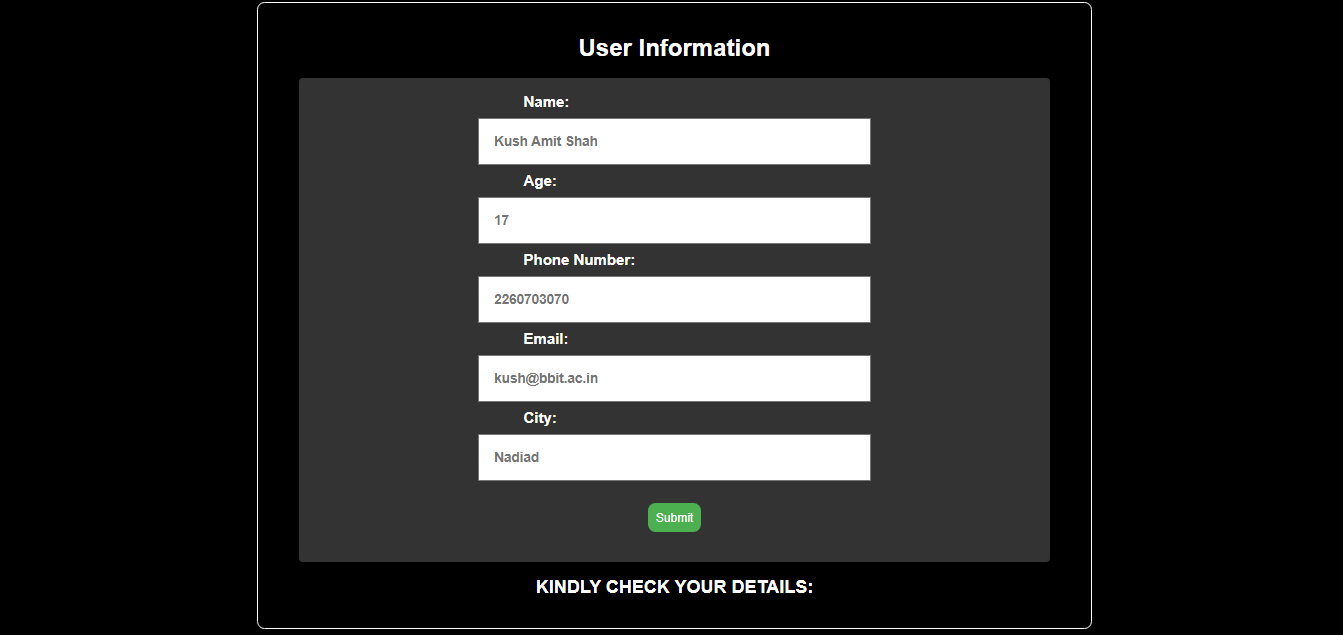 User Information
Name:
Kush Amit Shah
Age:
17
Phone Number:
2260703070
Email:
kush@bbit.ac.in
City:
Nadiad
Submit
KINDLY CHECK YOUR DETAILS: